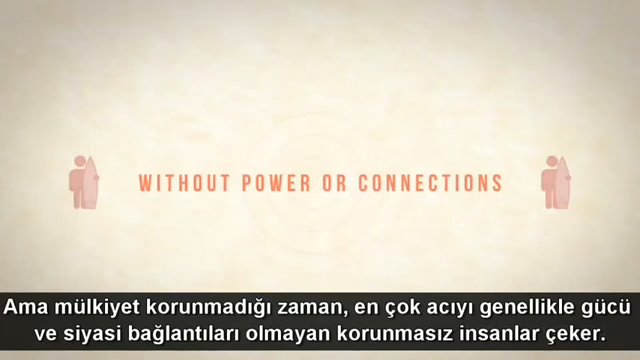 WITHOUT POWER OR CONNECTIONS
Ama mülkiyet korunmadığı zaman, en çok acıyı genellikle gücü
ve siyasi bağlantıları olmayan korunmasız insanlar çeker.